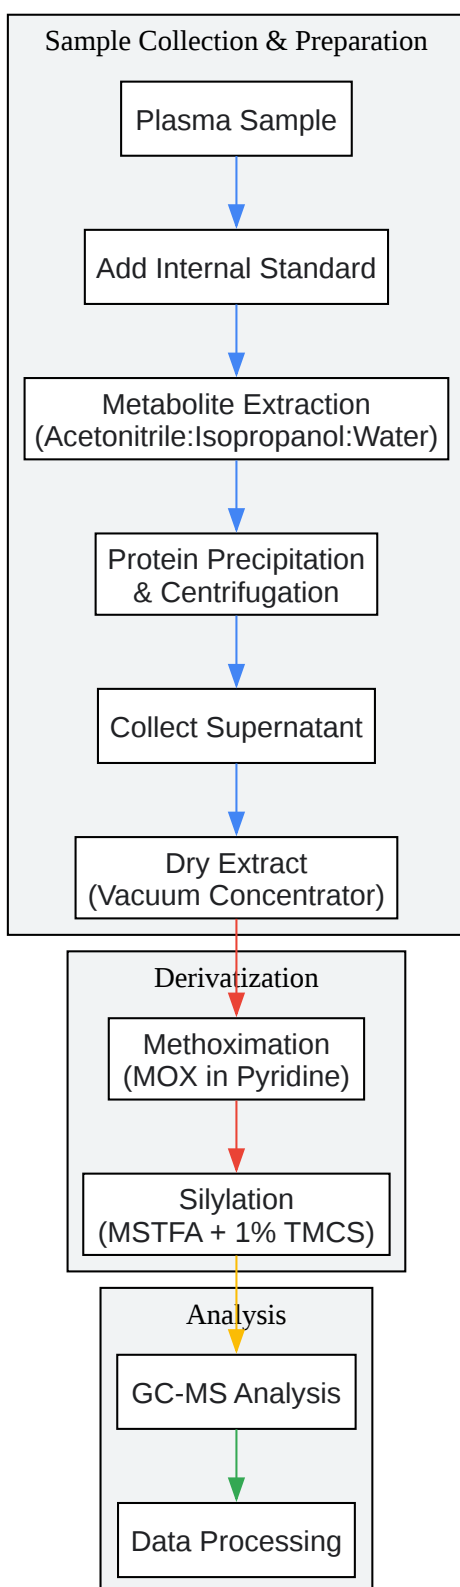 Sample Collection & Preparation
Plasma Sample
Add Internal Standard
Metabolite Extraction
(Acetonitrile:Isopropanol:Water)
Protein Precipitation
& Centrifugation
Collect Supernatant
Dry Extract
(Vacuum Concentrator)
Derivatization
Methoximation
(MOX in Pyridine)
Silylation
(MSTFA + 1% TMCS)
Analysis
GC-MS Analysis
Data Processing